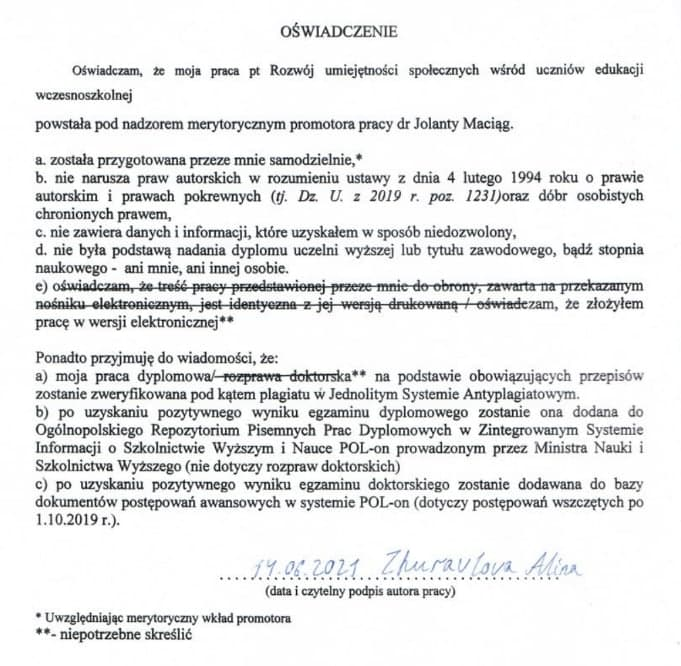 OŚWIADCZENIE
Oświadczam, że moja praca pt Rozwój umiejętności społecznych wśród uczniów edukacji
wczesnoszkolnej
powstała pod nadzorem merytorycznym promotora pracy dr Jolanty Maciąg.
a. została przygotowana przeze mnie samodzielnie,*
b. nie narusza praw autorskich w rozumieniu ustawy z dnia 4 lutego 1994 roku o prawie
autorskim i prawach pokrewnych (tj. Dz. U. z 2019 r. poz. 1231)oraz dóbr osobistych
chronionych prawem,
c. nie zawiera danych i informacji, które uzyskałem w sposób niedozwolony,
d. nie była podstawą nadania dyplomu uczelni wyższej lub tytułu zawodowego, bądź stopnia
naukowego - ani mnie, ani innej osobie.
e) oświadczam, że treść pracy przedstawionej przeze mnie do obrony, zawarta na przekazanym
nośniku elektronicznym, jest identyczna z jej wersją drukowaną / oświadczam, że złożyłem
pracę w wersji elektronicznej**
Ponadto przyjmuję do wiadomości, że:
a) moja praca dyplomowa/ rozprawa doktorska** na podstawie obowiązujących przepisów
zostanie zweryfikowana pod kątem plagiatu w Jednolitym Systemie Antyplagiatowym.
b) po uzyskaniu pozytywnego wyniku egzaminu dyplomowego zostanie ona dodana do
Ogólnopolskiego Repozytorium Pisemnych Prac Dyplomowych w Zintegrowanym Systemie
Informacji o Szkolnictwie Wyższym i Nauce POL-on prowadzonym przez Ministra Nauki i
Szkolnictwa Wyższego (nie dotyczy rozpraw doktorskich)
c) po uzyskaniu pozytywnego wyniku egzaminu doktorskiego zostanie dodawana do bazy
dokumentów postępowań awansowych w systemie POL-on (dotyczy postępowań wszczętych po
1.10.2019 r.).
14.06.2021 Zhuravlova Alina
(data i czytelny podpis autora pracy)
* Uwzględniając merytoryczny wkład promotora
**- niepotrzebne skreślić